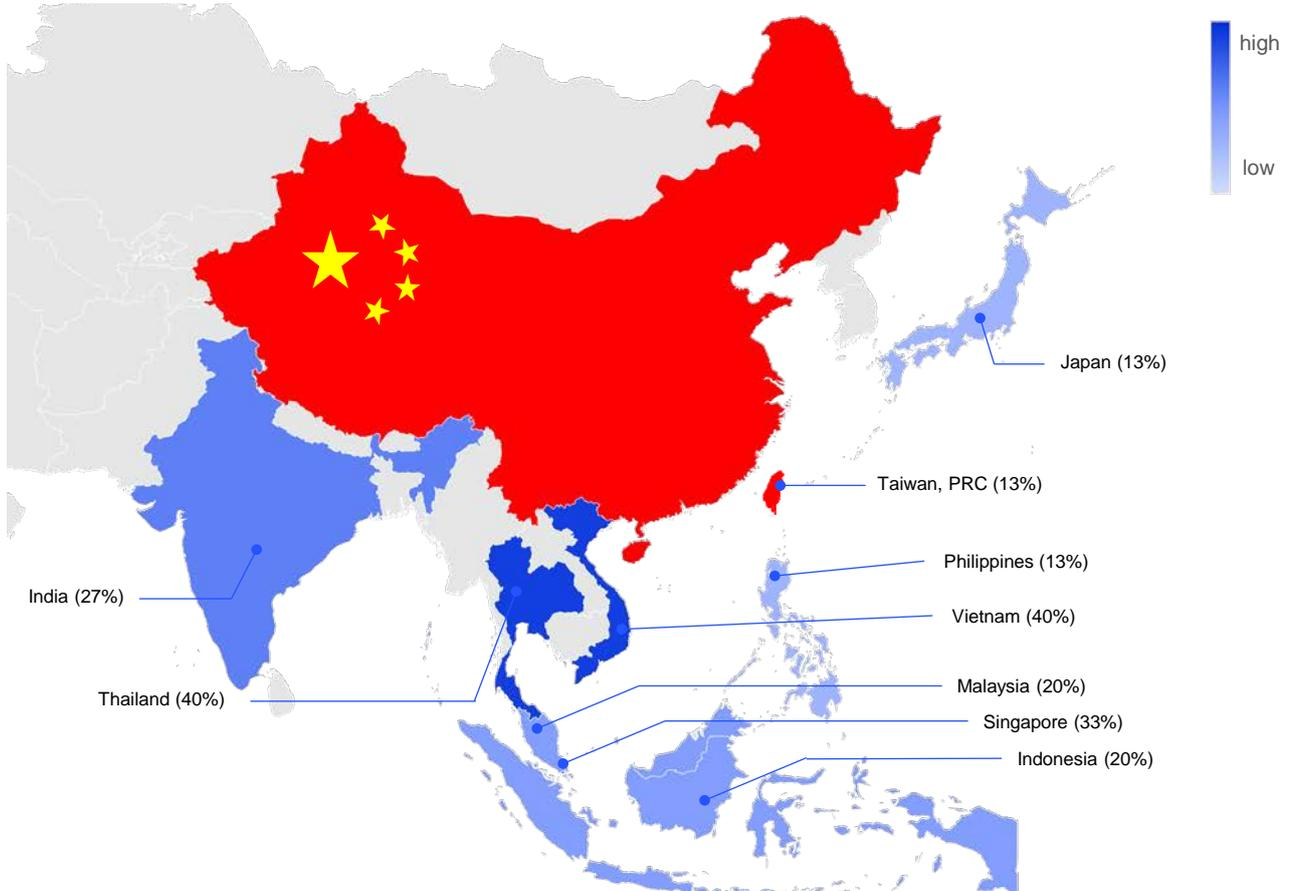 high
low
Japan (13%)
Taiwan, PRC (13%)
Philippines (13%)
India (27%)
Vietnam (40%)
Malaysia (20%)
Thailand (40%)
Singapore (33%)
Indonesia (20%)